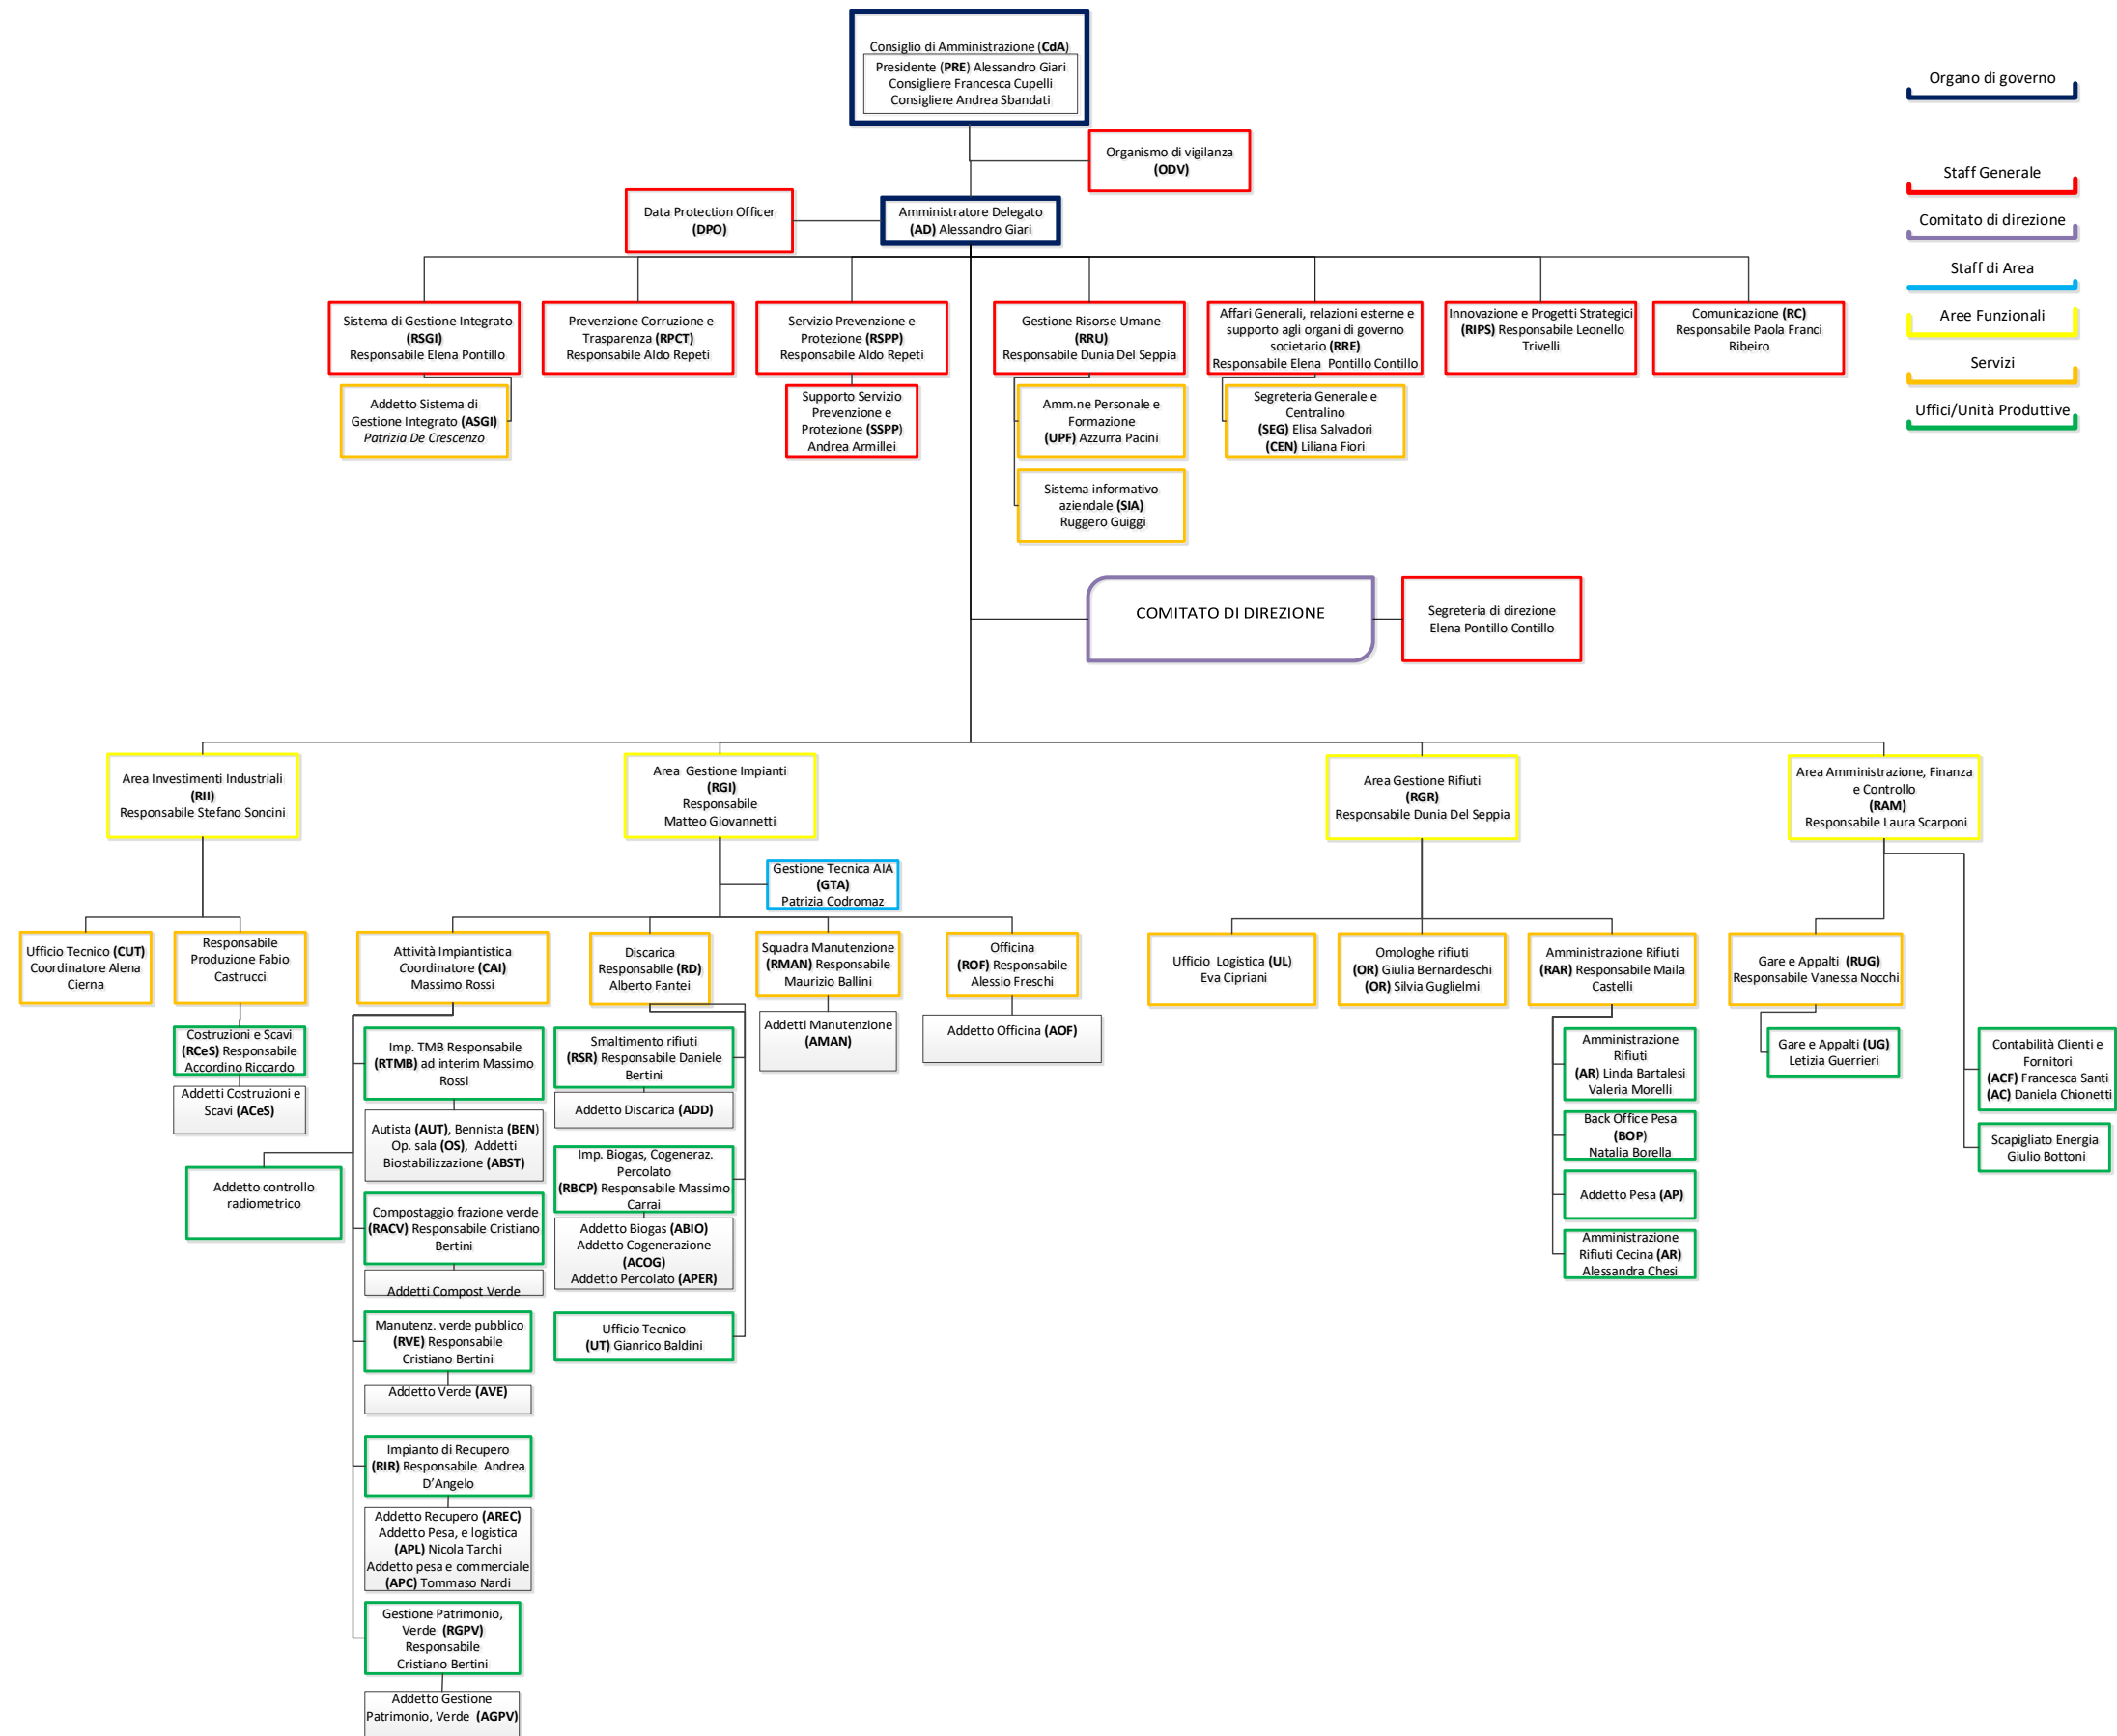 Consiglio di Amministrazione (CdA)
Presidente (PRE) Alessandro Giari
Consigliere Francesca Cupelli
Consigliere Andrea Sbandati
Organo di governo
Staff Generale
Comitato di direzione
Staff di Area
Aree Funzionali
Servizi
Uffici/Unità Produttive
Organismo di vigilanza
(ODV)
Data Protection Officer
(DPO)
Amministratore Delegato
(AD) Alessandro Giari
Sistema di Gestione Integrato
(RSGI)
Responsabile Elena Pontillo
Prevenzione Corruzione e
Trasparenza (RPCT)
Responsabile Aldo Repeti
Servizio Prevenzione e
Protezione (RSPP)
Responsabile Aldo Repeti
Gestione Risorse Umane
(RRU)
Responsabile Dunia Del Seppia
Affari Generali, relazioni esterne e
supporto agli organi di governo
societario (RRE)
Responsabile Elena  Pontillo Contillo
Innovazione e Progetti Strategici
(RIPS) Responsabile Leonello
Trivelli
Comunicazione (RC)
Responsabile Paola Franci
Ribeiro
Addetto Sistema di
Gestione Integrato (ASGI)
Patrizia De Crescenzo
Supporto Servizio
Prevenzione e
Protezione (SSPP)
Andrea Armillei
Amm.ne Personale e
Formazione
(UPF) Azzurra Pacini
Segreteria Generale e
Centralino
(SEG) Elisa Salvadori
(CEN) Liliana Fiori
Sistema informativo
aziendale (SIA)
Ruggero Guiggi
COMITATO DI DIREZIONE
Segreteria di direzione
Elena Pontillo Contillo
Area Investimenti Industriali
(RII)
Responsabile Stefano Soncini
Area  Gestione Impianti
(RGI)
Responsabile
Matteo Giovannetti
Area Gestione Rifiuti
(RGR)
Responsabile Dunia Del Seppia
Area Amministrazione, Finanza
e Controllo
(RAM)
Responsabile Laura Scarponi
Gestione Tecnica AIA
(GTA)
Patrizia Codromaz
Ufficio Tecnico (CUT)
Coordinatore Alena
Cierna
Responsabile
Produzione Fabio
Castrucci
Attività Impiantistica
Coordinatore (CAI)
Massimo Rossi
Discarica
Responsabile (RD)
Alberto Fantei
Squadra Manutenzione
(RMAN) Responsabile
Maurizio Ballini
Officina
(ROF) Responsabile
Alessio Freschi
Ufficio  Logistica (UL)
Eva Cipriani
Omologhe rifiuti
(OR) Giulia Bernardeschi
(OR) Silvia Guglielmi
Amministrazione Rifiuti
(RAR) Responsabile Maila
Castelli
Gare e Appalti  (RUG)
Responsabile Vanessa Nocchi
Costruzioni e Scavi
(RCeS) Responsabile
Accordino Riccardo
Addetti Costruzioni e
Scavi (ACeS)
Addetto controllo
radiometrico
Imp. TMB Responsabile
(RTMB) ad interim Massimo
Rossi
Autista (AUT), Bennista (BEN)
Op. sala (OS),  Addetti
Biostabilizzazione (ABST)
Compostaggio frazione verde
(RACV) Responsabile Cristiano
Bertini
Addetti Compost Verde
Manutenz. verde pubblico
(RVE) Responsabile
Cristiano Bertini
Addetto Verde (AVE)
Impianto di Recupero
(RIR) Responsabile  Andrea
D’Angelo
Addetto Recupero (AREC)
Addetto Pesa, e logistica
(APL) Nicola Tarchi
Addetto pesa e commerciale
(APC) Tommaso Nardi
Gestione Patrimonio,
Verde  (RGPV)
Responsabile
Cristiano Bertini
Addetto Gestione
Patrimonio, Verde  (AGPV)
Smaltimento rifiuti
(RSR) Responsabile Daniele
Bertini
Addetto Discarica (ADD)
Imp. Biogas, Cogeneraz.
Percolato
(RBCP) Responsabile Massimo
Carrai
Addetto Biogas (ABIO)
Addetto Cogenerazione
(ACOG)
Addetto Percolato (APER)
Ufficio Tecnico
(UT) Gianrico Baldini
Addetti Manutenzione
(AMAN)
Addetto Officina (AOF)
Amministrazione
Rifiuti
(AR) Linda Bartalesi
Valeria Morelli
Back Office Pesa
(BOP)
Natalia Borella
Addetto Pesa (AP)
Amministrazione
Rifiuti Cecina (AR)
Alessandra Chesi
Gare e Appalti (UG)
Letizia Guerrieri
Contabilità Clienti e
Fornitori
(ACF) Francesca Santi
(AC) Daniela Chionetti
Scapigliato Energia
Giulio Bottoni